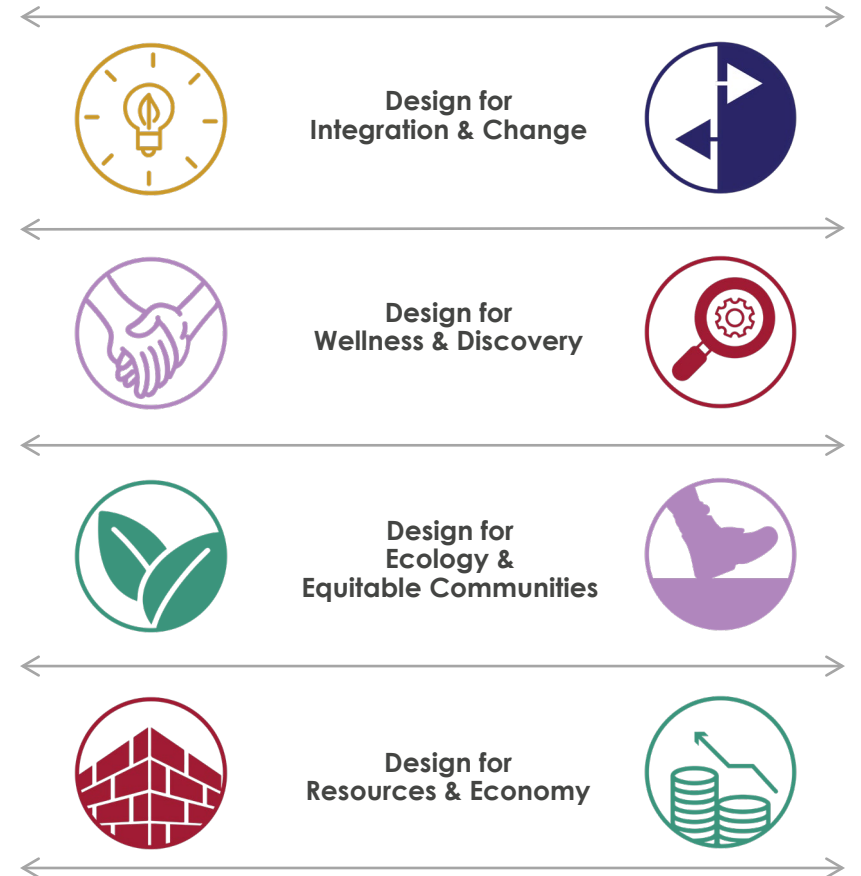 Design for
Integration & Change
Design for
Wellness & Discovery
Design for
Ecology &
Equitable Communities
Design for
Resources & Economy